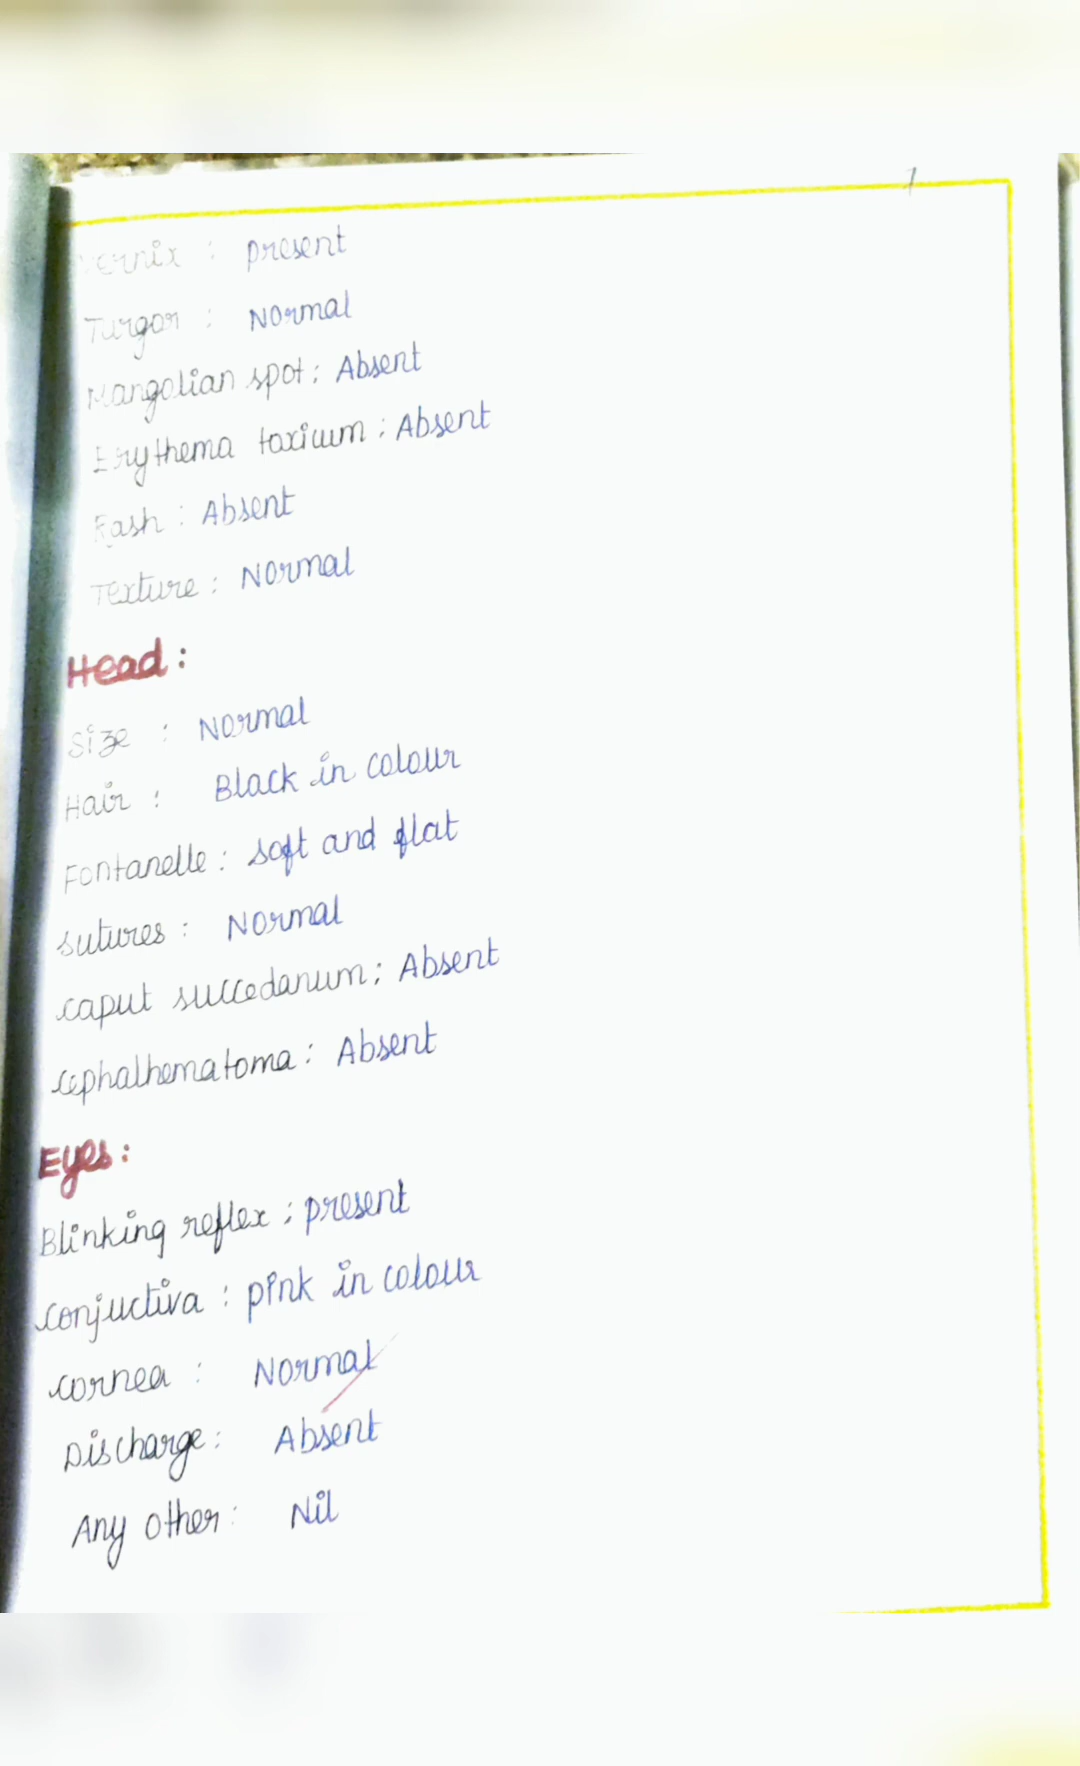 7
Vernix : present
Turgor : Normal
Mangolian spot : Absent
Erythema toxicum : Absent
Rash : Absent
Texture : Normal
Head :
Size : Normal
Hair : Black in colour
Fontanelle : soft and flat
sutures : Normal
caput succedanum : Absent
cephalhematoma : Absent
Eyes :
Blinking reflex : present
conjuctiva : pink in colour
cornea : Normal
Discharge : Absent
Any other : Nil